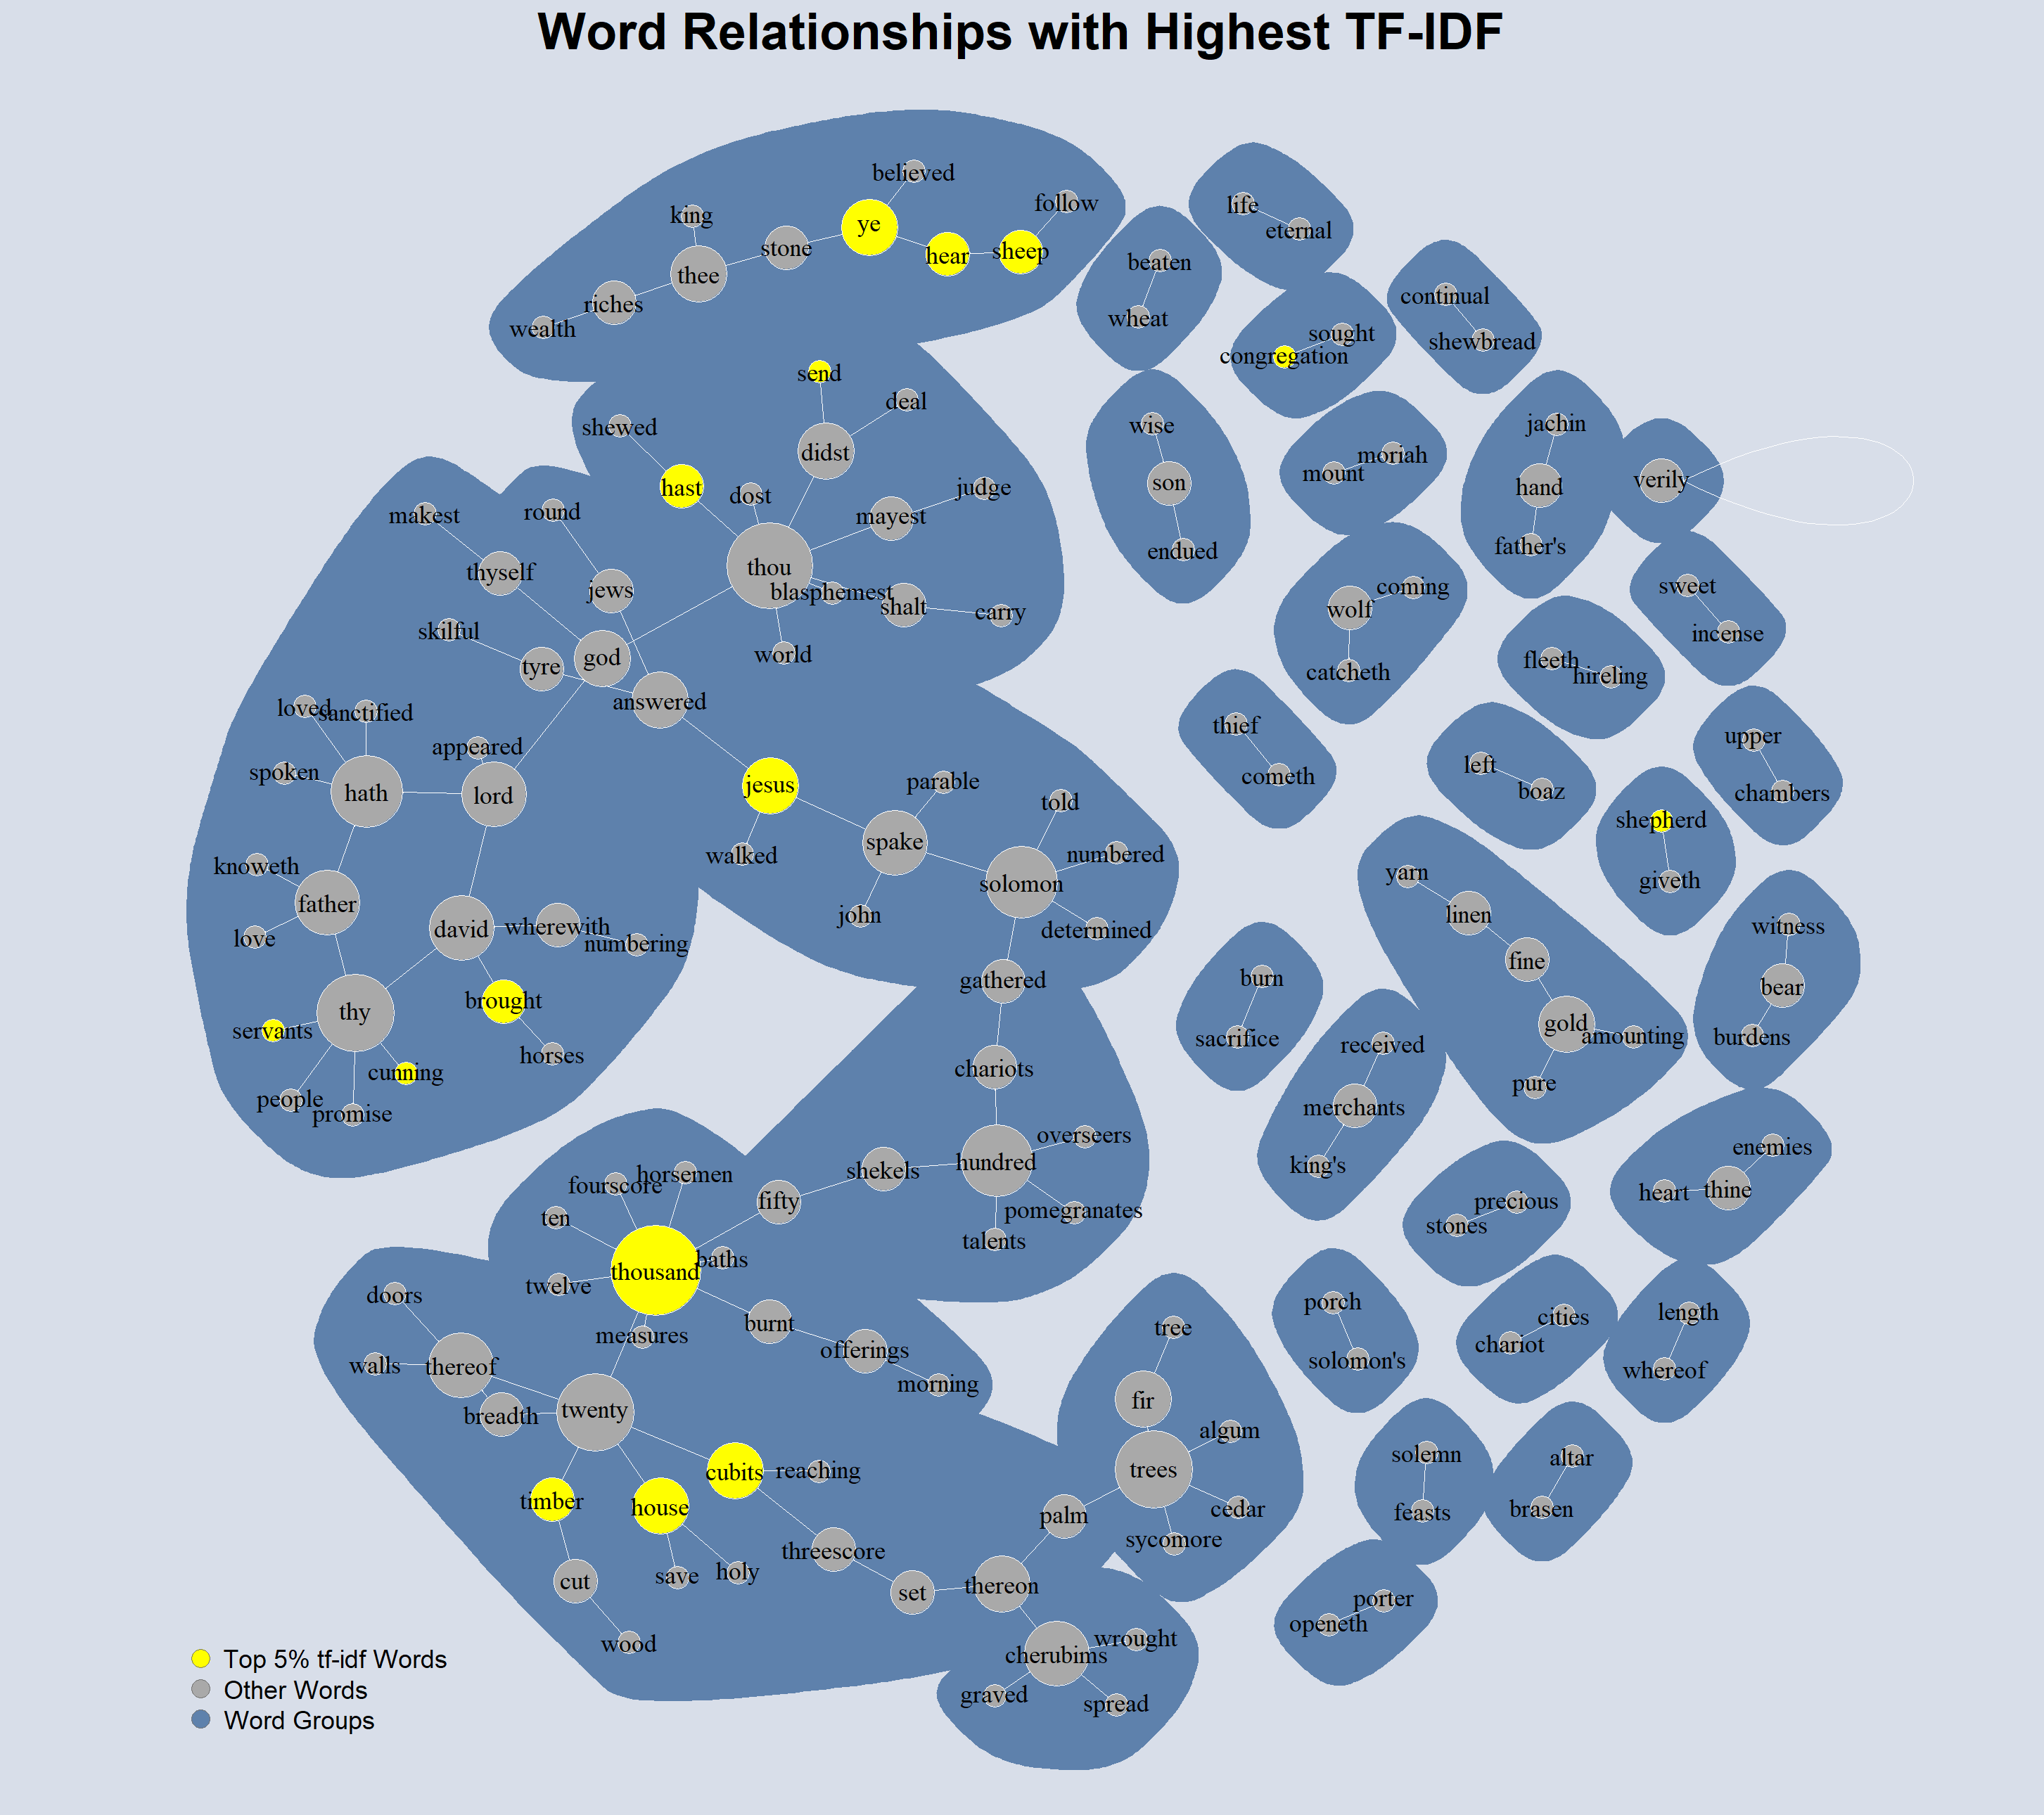 Word Relationships with Highest TF-IDF
believed
king
follow
ye
stone
hear
sheep
thee
riches
wealth
life
eternal
beaten
wheat
continual
shewbread
sought
congregation
send
deal
shewed
didst
hast
dost
judge
mayest
thou
blasphemest
shalt
carry
world
wise
son
endued
mount
moriah
jachin
hand
father's
verily
makest
round
thyself
jews
skilful
tyre
god
answered
loved
sanctified
appeared
spoken
hath
lord
knoweth
father
love
david
wherewith
numbering
thy
brought
servants
cunning
horses
people
promise
jesus
walked
parable
spake
john
told
numbered
solomon
determined
gathered
chariots
overseers
hundred
shekels
pomegranates
talents
fifty
horsemen
fourscore
ten
thousand
baths
twelve
measures
burnt
offerings
morning
doors
walls
thereof
breadth
twenty
cubits
reaching
timber
house
threescore
save
holy
cut
set
wood
thereon
palm
tree
fir
algum
trees
cedar
sycomore
cherubims
wrought
graved
spread
wolf
coming
catcheth
sweet
incense
fleeth
hireling
thief
cometh
left
boaz
upper
chambers
shepherd
giveth
yarn
linen
fine
gold
amounting
pure
witness
bear
burdens
burn
sacrifice
received
merchants
king's
enemies
heart
thine
precious
stones
porch
solomon's
cities
chariot
length
whereof
solemn
feasts
altar
brasen
porter
openeth
Top 5% tf-idf Words
Other Words
Word Groups